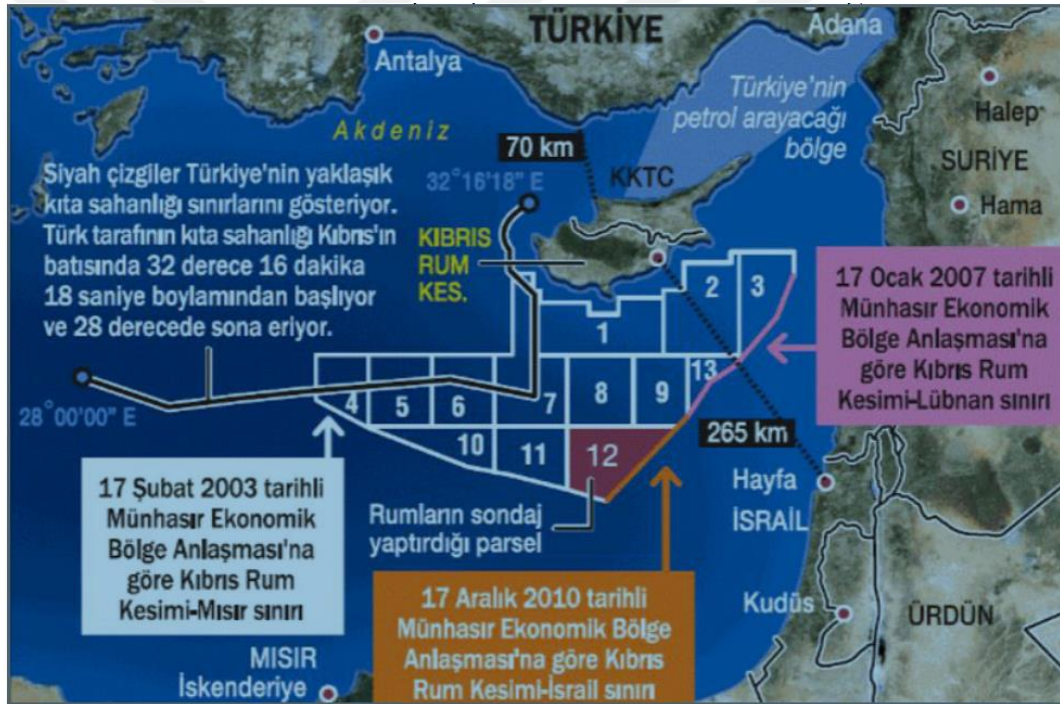 TÜRKİYE
Adana
Antalya
Akdeniz
Türkiye'nin
petrol arayacağı
bölge
Halep
SURİYE
Hama
70 km
KKTC
32°16'18" E
Siyah çizgiler Türkiye'nin yaklaşık
kıta sahanlığı sınırlarını gösteriyor.
Türk tarafının kıta sahanlığı Kıbrıs'ın
batısında 32 derece 16 dakika
18 saniye boylamından başlıyor
ve 28 derecede sona eriyor.
KIBRIS
RUM
KES.
28°00'00" E
1
2
3
4
5
6
7
8
9
10
11
12
13
17 Ocak 2007 tarihli
Münhasır Ekonomik
Bölge Anlaşması'na
göre Kıbrıs Rum
Kesimi-Lübnan sınırı
265 km
Hayfa
İSRAİL
Rumların sondaj
yaptırdığı parsel
17 Şubat 2003 tarihli
Münhasır Ekonomik
Bölge Anlaşması'na
göre Kıbrıs Rum
Kesimi-Mısır sınırı
17 Aralık 2010 tarihli
Münhasır Ekonomik Bölge
Anlaşması'na göre Kıbrıs
Rum Kesimi-İsrail sınırı
Kudüs
ÜRDÜN
MISIR
İskenderiye